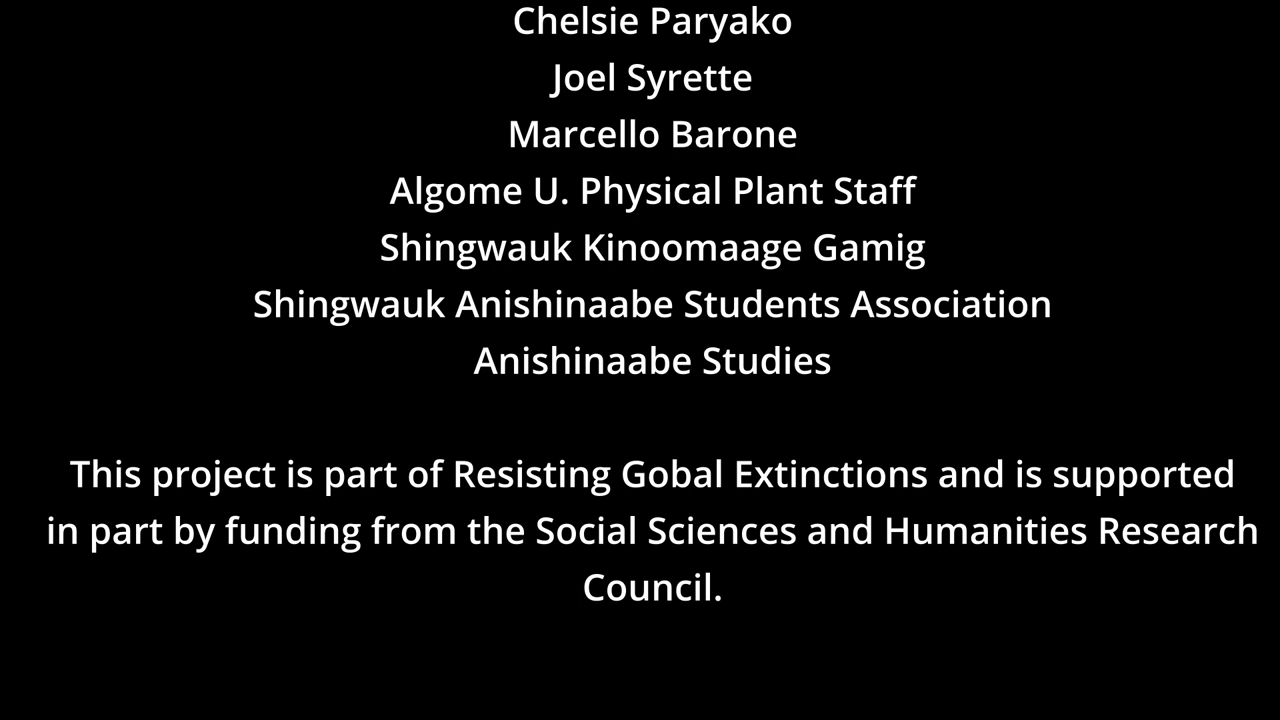 Chelsie Paryako
Joel Syrette
Marcello Barone
Algome U. Physical Plant Staff
Shingwauk Kinoomaage Gamig
Shingwauk Anishinaabe Students Association
Anishinaabe Studies
This project is part of Resisting Gobal Extinctions and is supported
in part by funding from the Social Sciences and Humanities Research
Council.